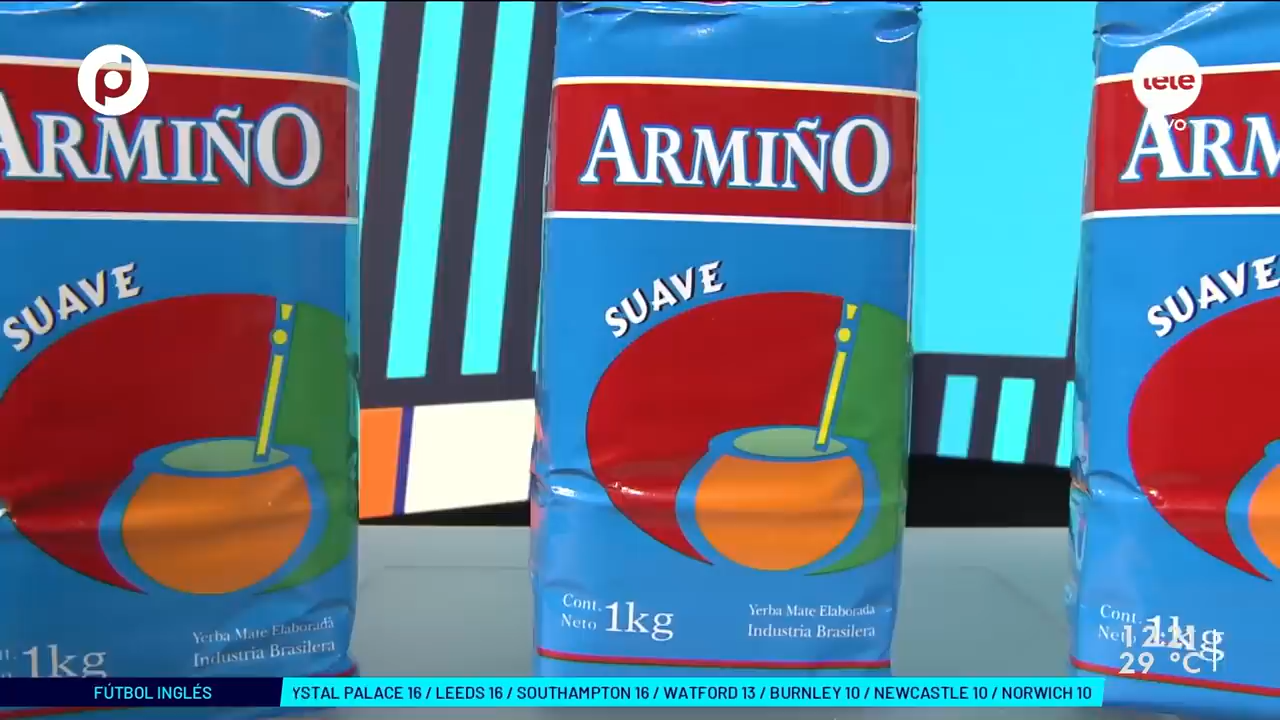 ARMIÑO
SUAVE
1kg
Yerba Mate Elaborada
Industria Brasilera
ARMIÑO
SUAVE
Cont.
Neto 1kg
Yerba Mate Elaborada
Industria Brasilera
ARM
SUAVE
Cont.
pd
tele
29 °C
FÚTBOL INGLÉS
YSTAL PALACE 16 / LEEDS 16 / SOUTHAMPTON 16 / WATFORD 13 / BURNLEY 10 / NEWCASTLE 10 / NORWICH 10